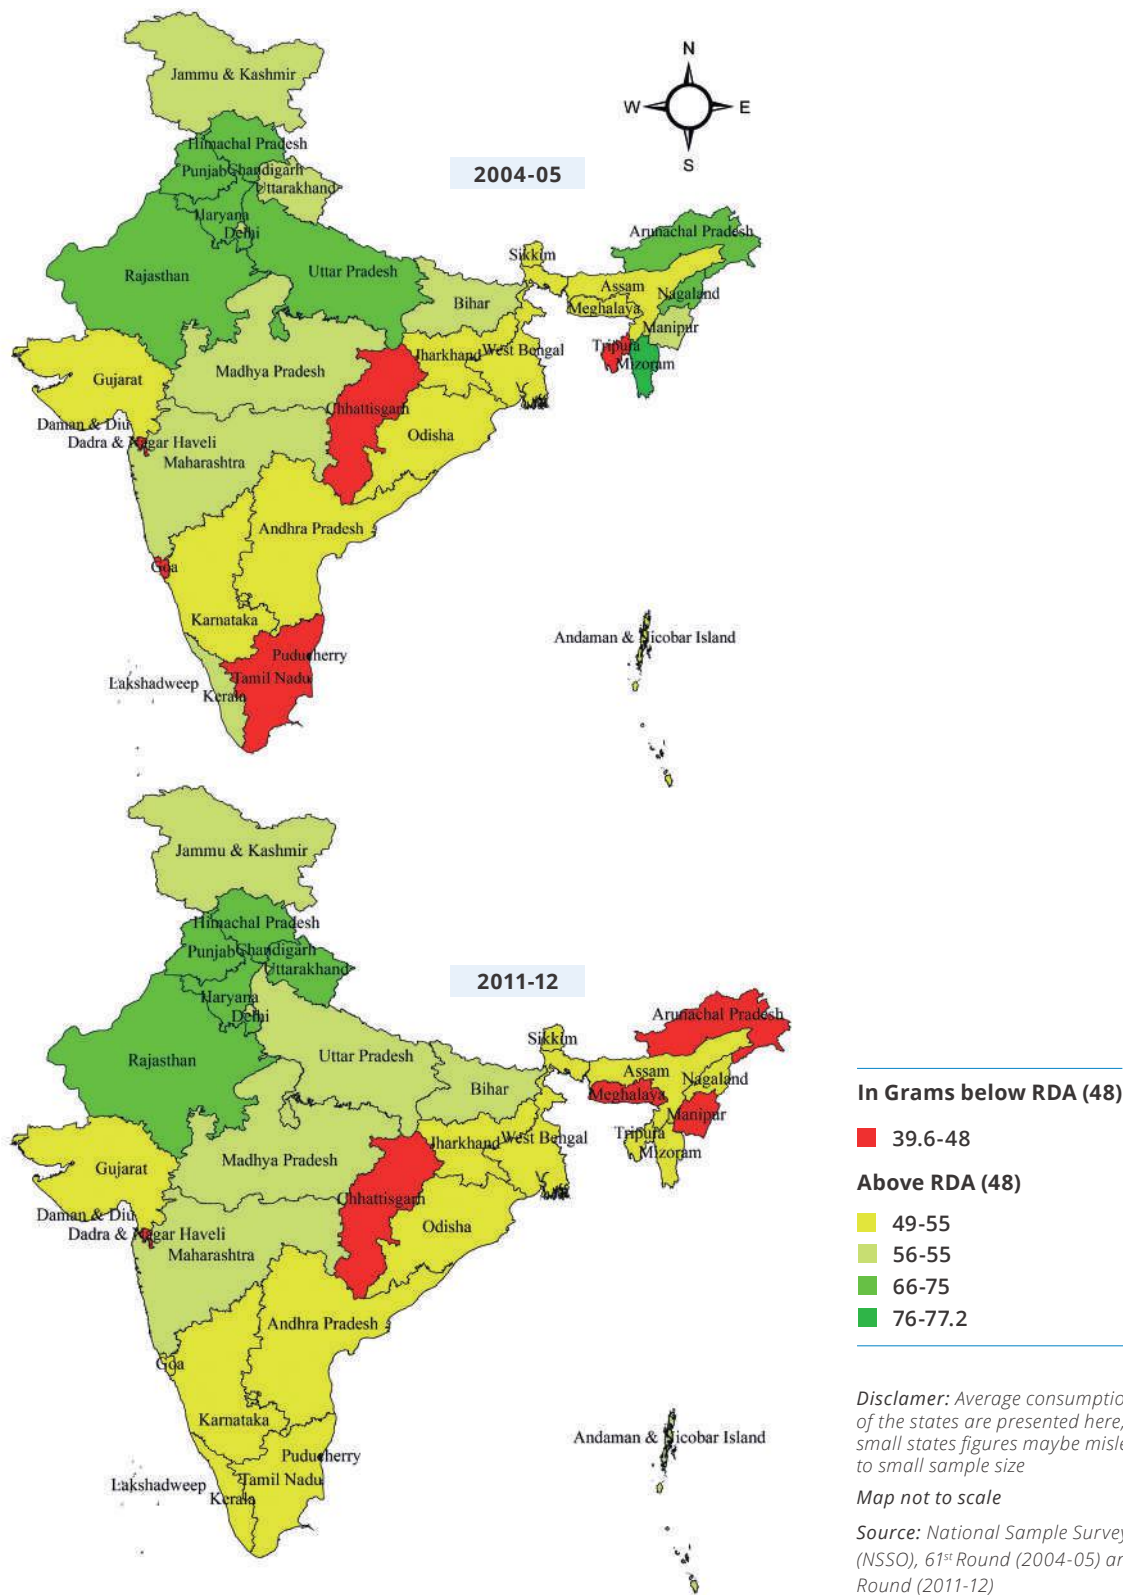 N
W E
S
2004-05
Jammu & Kashmir
Himachal Pradesh
Punjab Chandigarh
Uttarakhand
Haryana
Delhi
Rajasthan
Uttar Pradesh
Bihar
Sikkim
Arunachal Pradesh
Assam
Nagaland
Meghalaya
Manipur
Tripura
Mizoram
Gujarat
Madhya Pradesh
Jharkhand
West Bengal
Chhattisgarh
Odisha
Daman & Diu
Dadra & Nagar Haveli
Maharashtra
Andhra Pradesh
Goa
Karnataka
Puducherry
Tamil Nadu
Lakshadweep
Kerala
Andaman & Nicobar Island
2011-12
Jammu & Kashmir
Himachal Pradesh
Punjab Chandigarh
Uttarakhand
Haryana
Delhi
Rajasthan
Uttar Pradesh
Bihar
Sikkim
Arunachal Pradesh
Assam
Nagaland
Meghalaya
Manipur
Tripura
Mizoram
Gujarat
Madhya Pradesh
Jharkhand
West Bengal
Chhattisgarh
Odisha
Daman & Diu
Dadra & Nagar Haveli
Maharashtra
Andhra Pradesh
Goa
Karnataka
Puducherry
Tamil Nadu
Lakshadweep
Kerala
Andaman & Nicobar Island
In Grams below RDA (48)
39.6-48
Above RDA (48)
49-55
56-55
66-75
76-77.2
Disclamer: Average consumptio
of the states are presented here,
small states figures maybe misle
to small sample size
Map not to scale
Source: National Sample Survey
(NSSO), 61st Round (2004-05) ar
Round (2011-12)